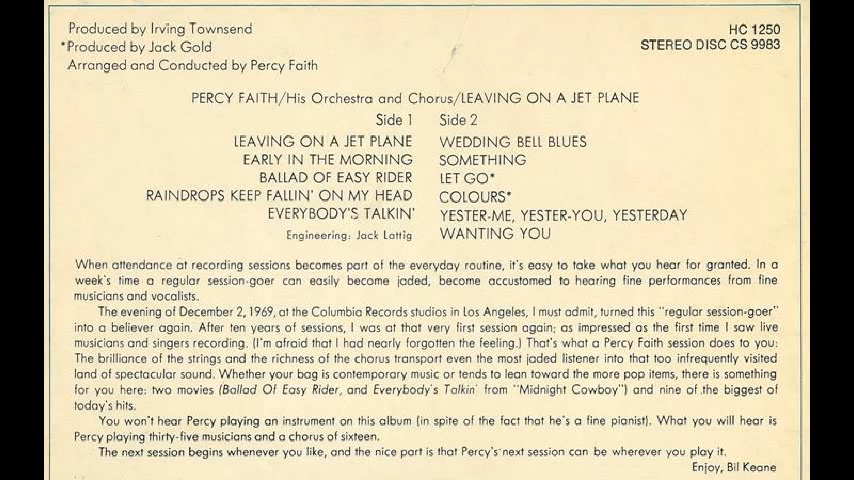 Produced by Irving Townsend
*Produced by Jack Gold
Arranged and Conducted by Percy Faith
HC 1250
STEREO DISC CS 9983
PERCY FAITH/His Orchestra and Chorus/LEAVING ON A JET PLANE
Side 1
LEAVING ON A JET PLANE
EARLY IN THE MORNING
BALLAD OF EASY RIDER
RAINDROPS KEEP FALLIN' ON MY HEAD
EVERYBODY'S TALKIN'
Engineering: Jack Lattig
Side 2
WEDDING BELL BLUES
SOMETHING
LET GO*
COLOURS*
YESTER-ME, YESTER-YOU, YESTERDAY
WANTING YOU
When attendance at recording sessions becomes part of the everyday routine, it's easy to take what you hear for granted. In a
week's time a regular session-goer can easily become jaded, become accustomed to hearing fine performances from fine
musicians and vocalists.
The evening of December 2, 1969, at the Columbia Records studios in Los Angeles, I must admit, turned this "regular session-goer"
into a believer again. After ten years of sessions, I was at that very first session again; as impressed as the first time I saw live
musicians and singers recording. (I'm afraid that I had nearly forgotten the feeling.) That's what a Percy Faith session does to you:
The brilliance of the strings and the richness of the chorus transport even the most jaded listener into that too infrequently visited
land of spectacular sound. Whether your bag is contemporary music or tends to lean toward the more pop items, there is something
for you here: two movies (Ballad Of Easy Rider, and Everybody's Talkin' from "Midnight Cowboy") and nine of the biggest of
today's hits.
You won't hear Percy playing an instrument on this album (in spite of the fact that he's a fine pianist). What you will hear is
Percy playing thirty-five musicians and a chorus of sixteen.
The next session begins whenever you like, and the nice part is that Percy's next session can be wherever you play it.
Enjoy, Bil Keane